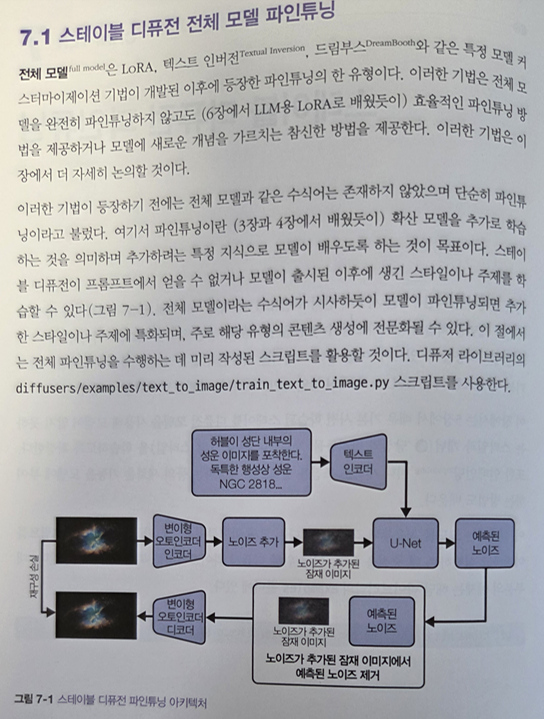 7.1 스테이블 디퓨전 전체 모델 파인튜닝
전체 모델full model은 LoRA, 텍스트 인버전Textual Inversion, 드림부스DreamBooth와 같은 특정 모델 커
스터마이제이션 기법이 개발된 이후에 등장한 파인튜닝의 한 유형이다. 이러한 기법은 전체 모
델을 완전히 파인튜닝하지 않고도 (6장에서 LLM용 LoRA로 배웠듯이) 효율적인 파인튜닝 방
법을 제공하거나 모델에 새로운 개념을 가르치는 참신한 방법을 제공한다. 이러한 기법은 이
장에서 더 자세히 논의할 것이다.
이러한 기법이 등장하기 전에는 전체 모델과 같은 수식어는 존재하지 않았으며 단순히 파인튜
닝이라고 불렀다. 여기서 파인튜닝이란 (3장과 4장에서 배웠듯이) 확산 모델을 추가로 학습
하는 것을 의미하며 추가하려는 특정 지식으로 모델이 배우도록 하는 것이 목표이다. 스테이
블 디퓨전이 프롬프트에서 얻을 수 없거나 모델이 출시된 이후에 생긴 스타일이나 주제를 학
습할 수 있다(그림 7-1). 전체 모델이라는 수식어가 시사하듯이 모델이 파인튜닝되면 추가
한 스타일이나 주제에 특화되며, 주로 해당 유형의 콘텐츠 생성에 전문화될 수 있다. 이 절에서
는 전체 파인튜닝을 수행하는 데 미리 작성된 스크립트를 활용할 것이다. 디퓨저 라이브러리의
diffusers/examples/text_to_image/train_text_to_image.py 스크립트를 사용한다.
허블이 성단 내부의
성운 이미지를 포착한다.
독특한 행성상 성운
NGC 2818...
텍스트
인코더
변이형
오토인코더
인코더
노이즈 추가
노이즈가 추가된
잠재 이미지
U-Net
예측된
노이즈
재구성 손실
변이형
오토인코더
디코더
노이즈가 추가된
잠재 이미지
예측된
노이즈
노이즈가 추가된 잠재 이미지에서
예측된 노이즈 제거
그림 7-1 스테이블 디퓨전 파인튜닝 아키텍처